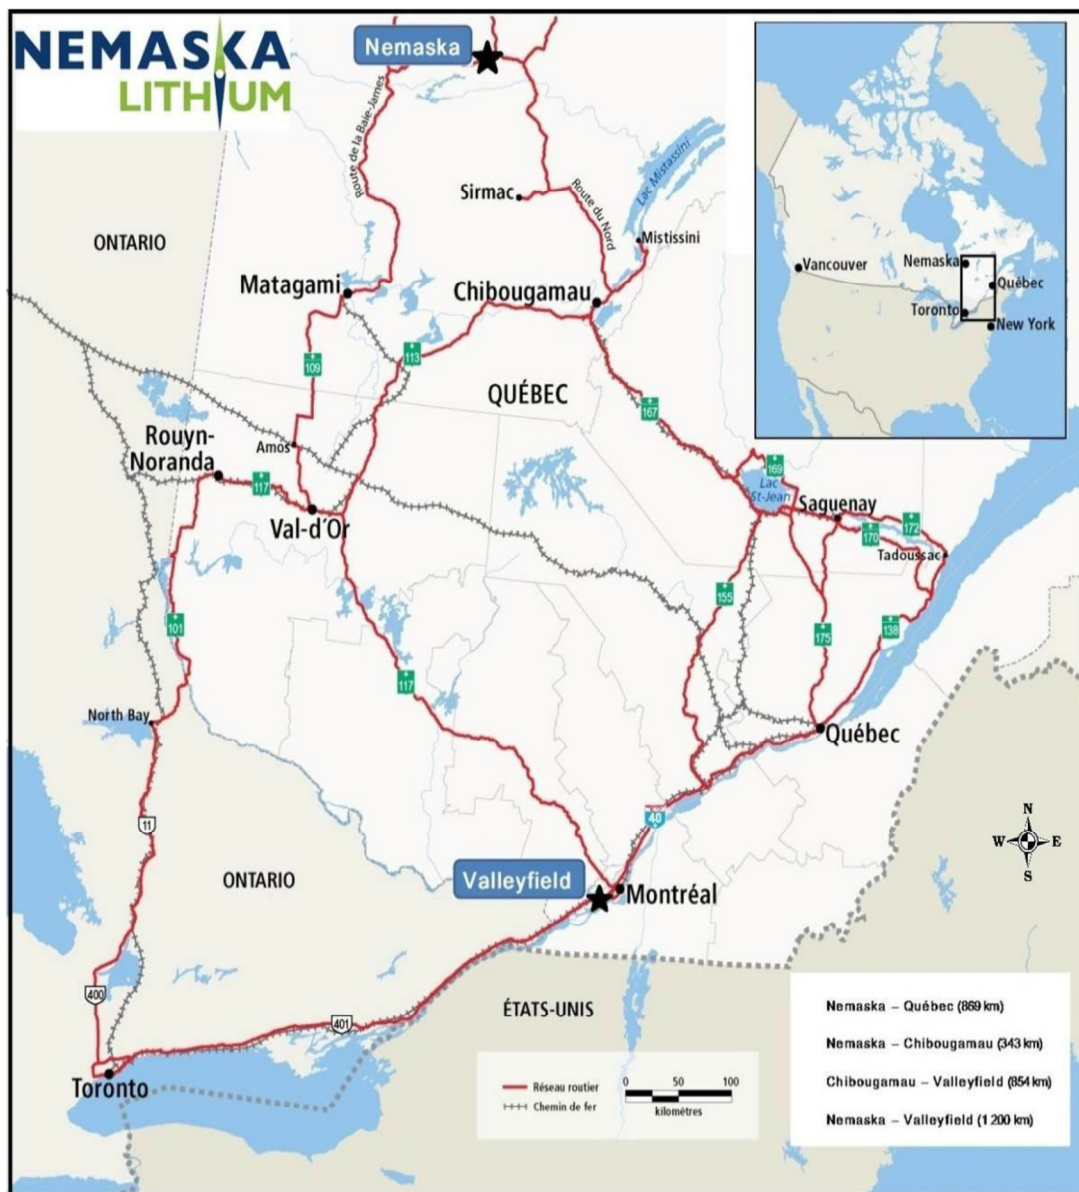 NEMASKA
LITHIUM
Nemaska
Route de la Baie-James
Sirmac
Route du Nord
Lac Mistassini
Mistissini
ONTARIO
Matagami
Chibougamau
Vancouver
Nemaska
Québec
Toronto
New York
109
113
QUÉBEC
167
Amos
Rouyn-
Noranda
117
Val-d'Or
169
Lac
St-Jean
Saguenay
172
170
Tadoussac
155
175
138
101
117
North Bay
Québec
11
40
ONTARIO
Valleyfield
Montréal
N
W
E
S
400
401
ÉTATS-UNIS
Toronto
Réseau routier
Chemin de fer
0 50 100
kilomètres
Nemaska – Québec (869 km)
Nemaska – Chibougamau (343 km)
Chibougamau – Valleyfield (854 km)
Nemaska – Valleyfield (1 200 km)